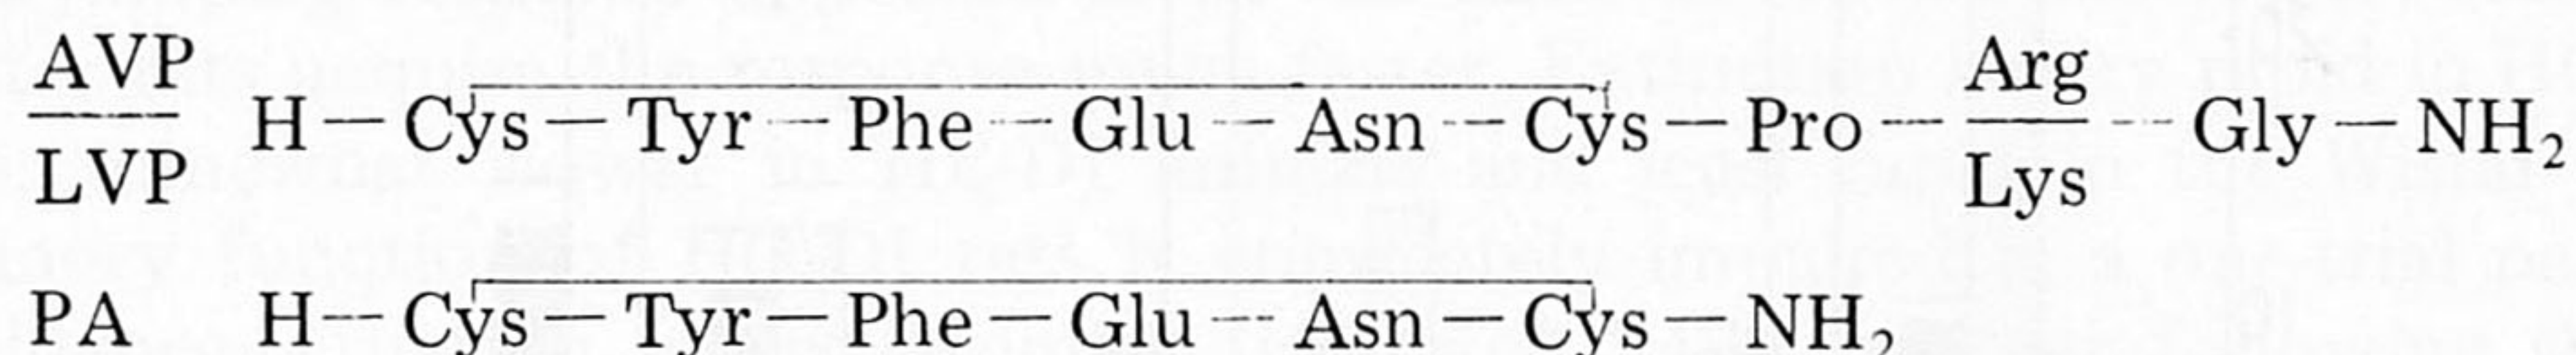 AVP Arg
H—Cys—Tyr—Phe—Glu—Asn—Cys—Pro— —Gly—NH₂
LVP Lys
PA H—Cys—Tyr—Phe—Glu—Asn—Cys—NH₂